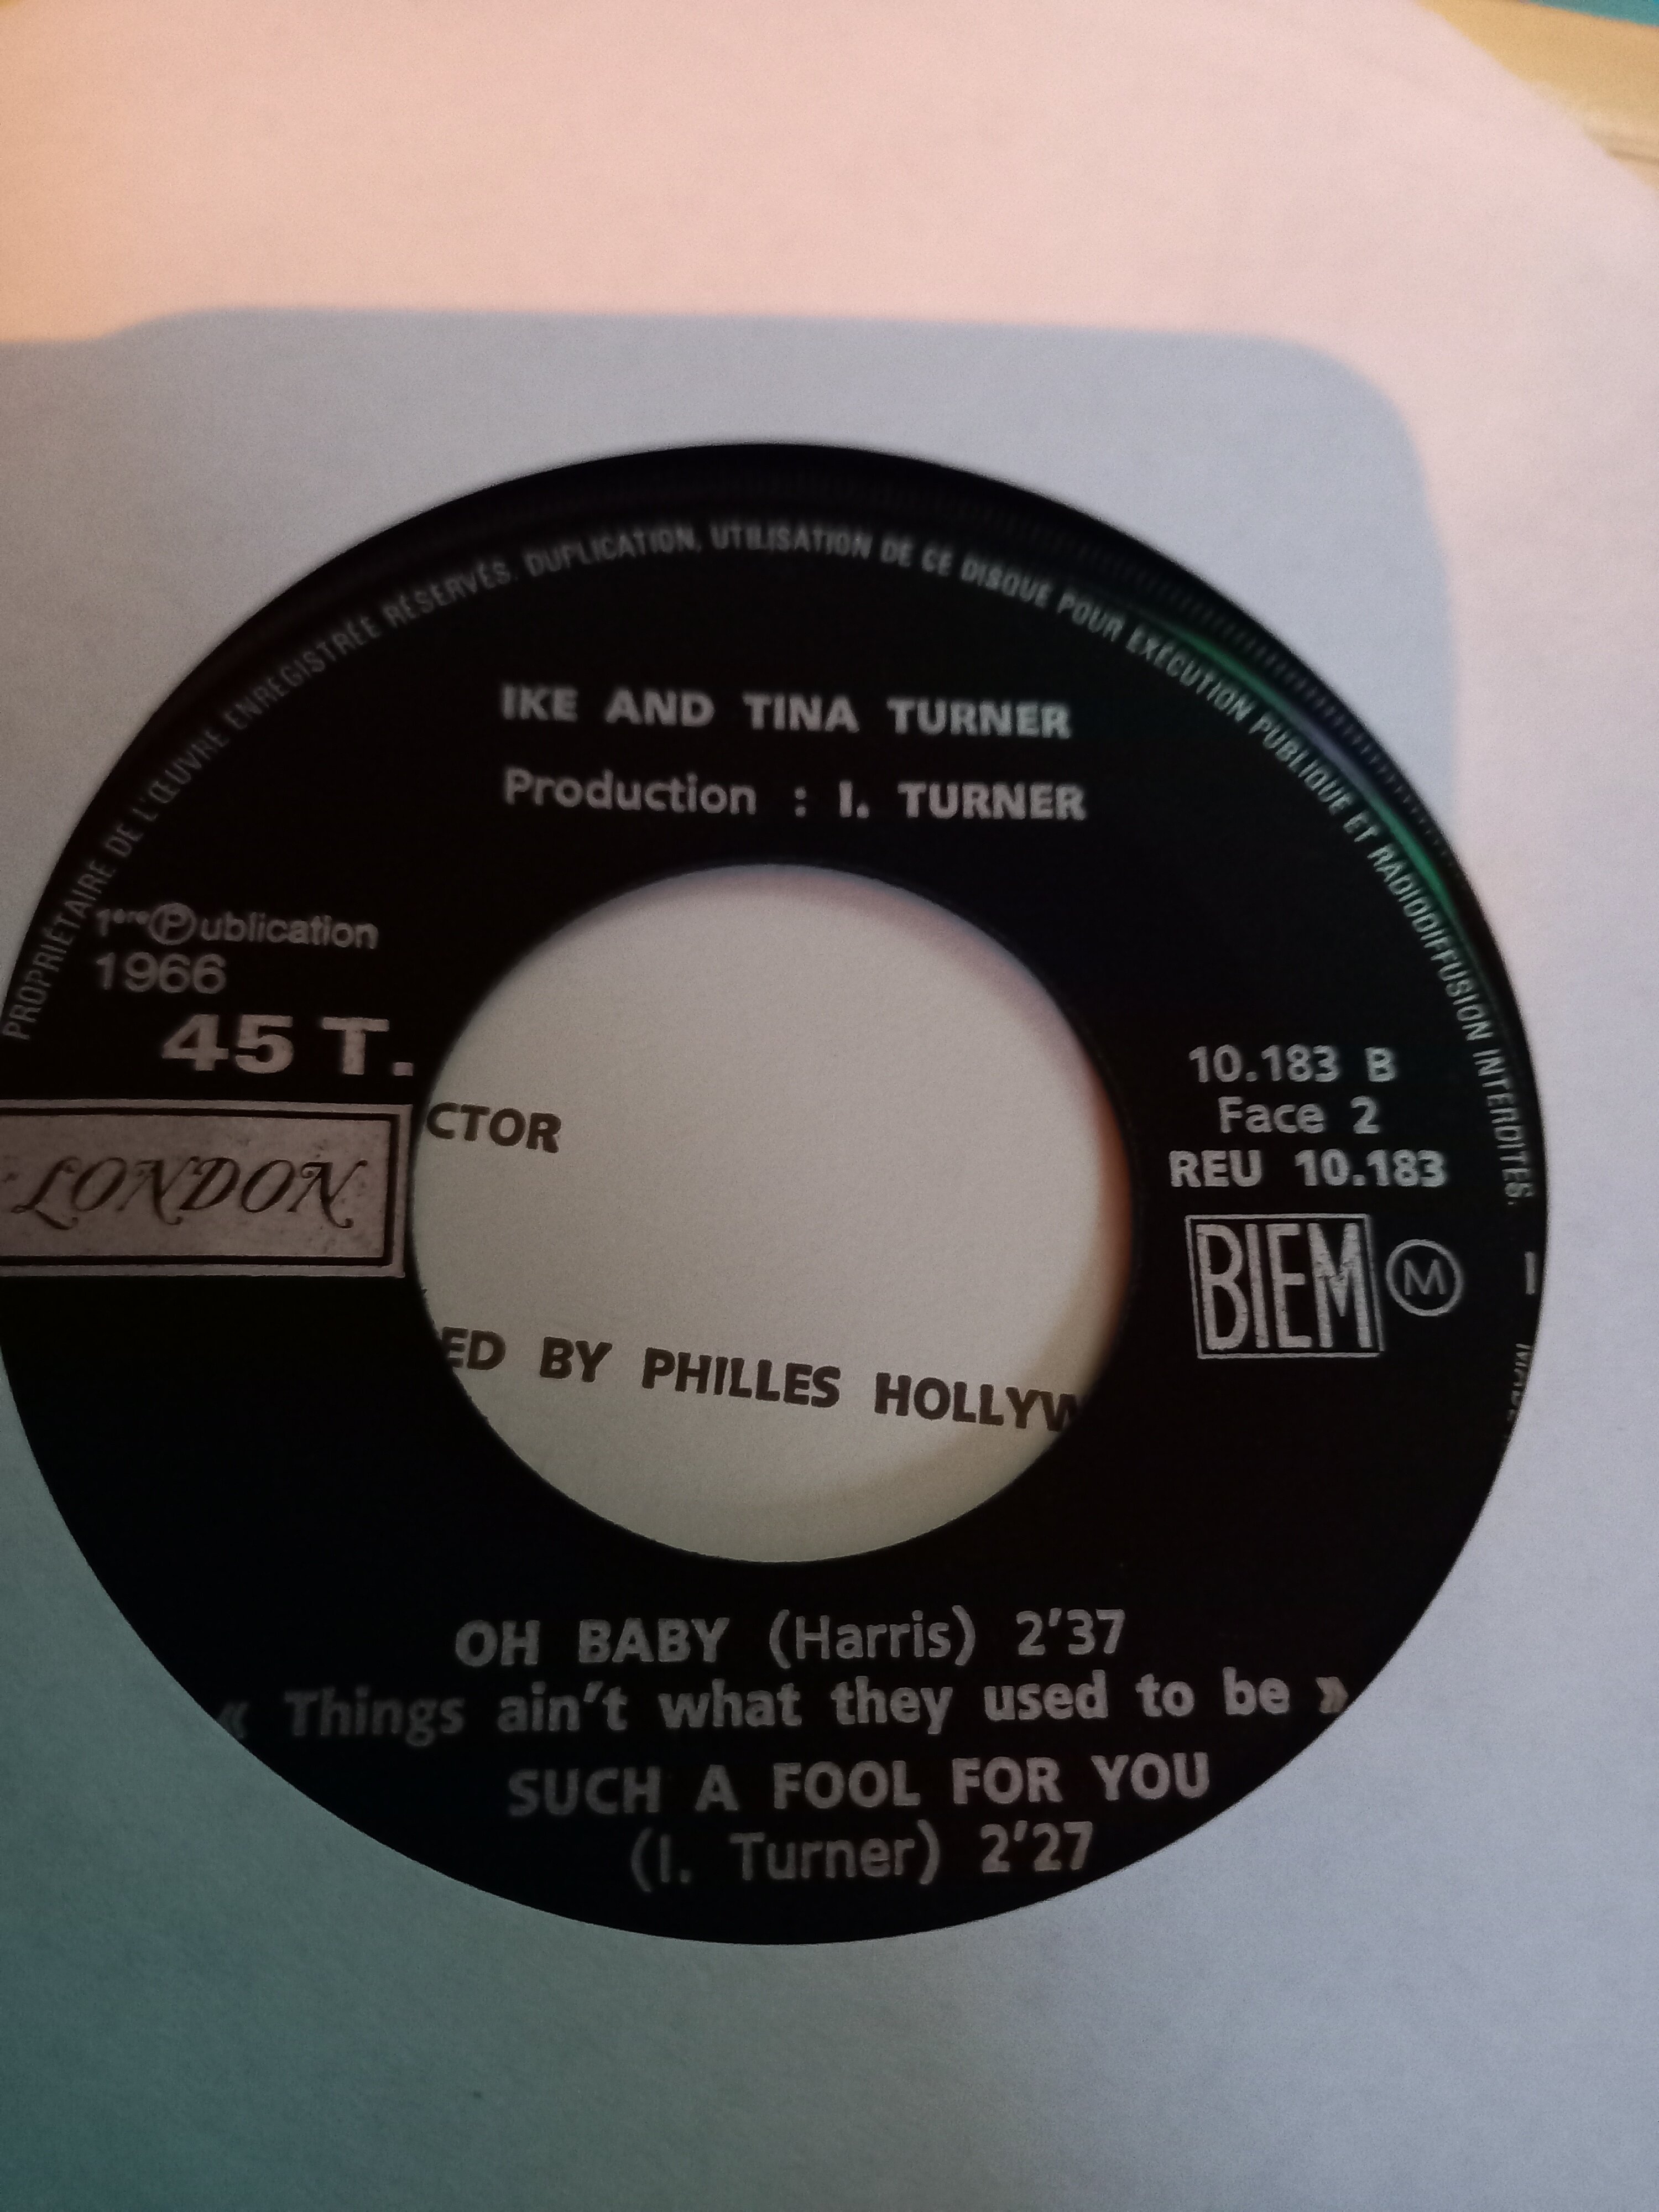 PROPRIÉTAIRE DE L'ŒUVRE ENREGISTRÉE RÉSERVÉS. DUPLICATION, UTILISATION DE CE DISQUE POUR EXÉCUTION PUBLIQUE ET RADIODIFFUSION INTERDITES.
IKE AND TINA TURNER
Production : I. TURNER
1ere Ⓟublication
1966
45 T.
LONDON
CTOR
ED BY PHILLES HOLLYW
10.183 B
Face 2
REU 10.183
BIEM Ⓜ
OH BABY (Harris) 2'37
« Things ain't what they used to be »
SUCH A FOOL FOR YOU
(I. Turner) 2'27